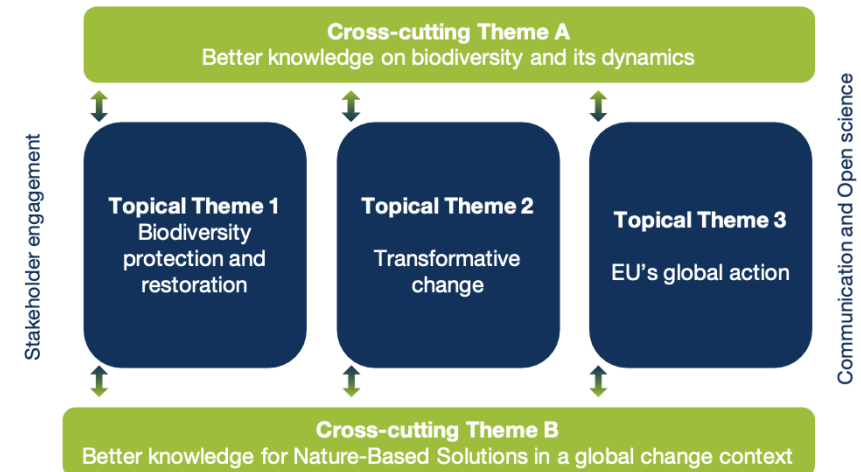 Cross-cutting Theme A
Better knowledge on biodiversity and its dynamics
Stakeholder engagement
Topical Theme 1
Biodiversity
protection and
restoration
Topical Theme 2
Transformative
change
Topical Theme 3
EU’s global action
Communication and Open science
Cross-cutting Theme B
Better knowledge for Nature-Based Solutions in a global change context